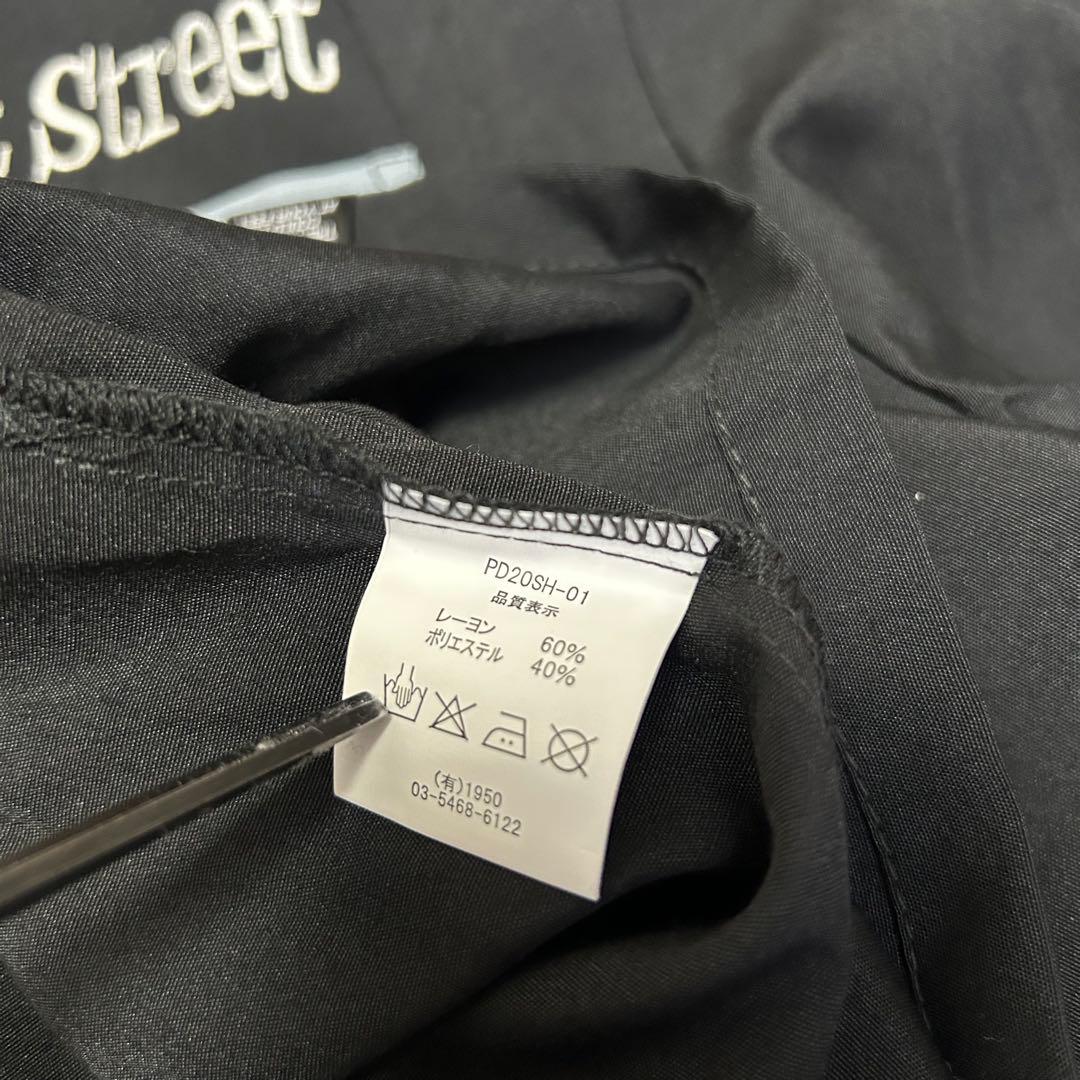 Street
PD20SH-01
品質表示
レーヨン 60%
ポリエステル 40%
(有)1950
03-5468-6122